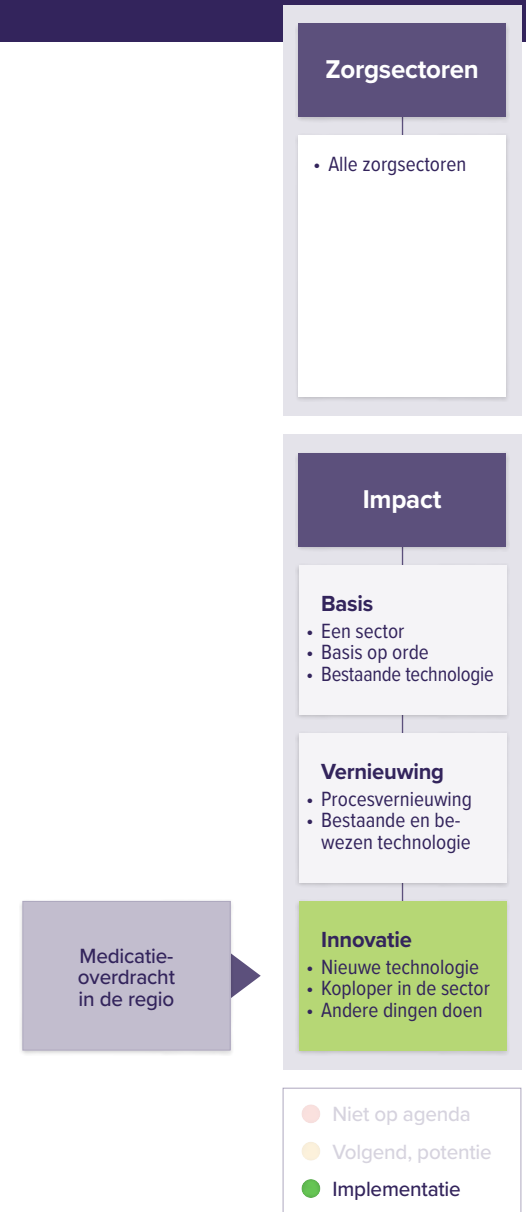 Zorgsectoren
• Alle zorgsectoren
Impact
Basis
• Een sector
• Basis op orde
• Bestaande technologie
Vernieuwing
• Procesvernieuwing
• Bestaande en be-
wezen technologie
Medicatie-
overdracht
in de regio
Innovatie
• Nieuwe technologie
• Koploper in de sector
• Andere dingen doen
Niet op agenda
Volgend, potentie
Implementatie